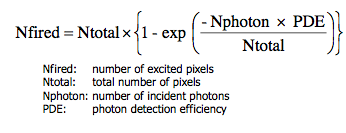 Nfired = Ntotal × {1 - exp (- Nphoton × PDE / Ntotal)}
Nfired: number of excited pixels
Ntotal: total number of pixels
Nphoton: number of incident photons
PDE: photon detection efficiency